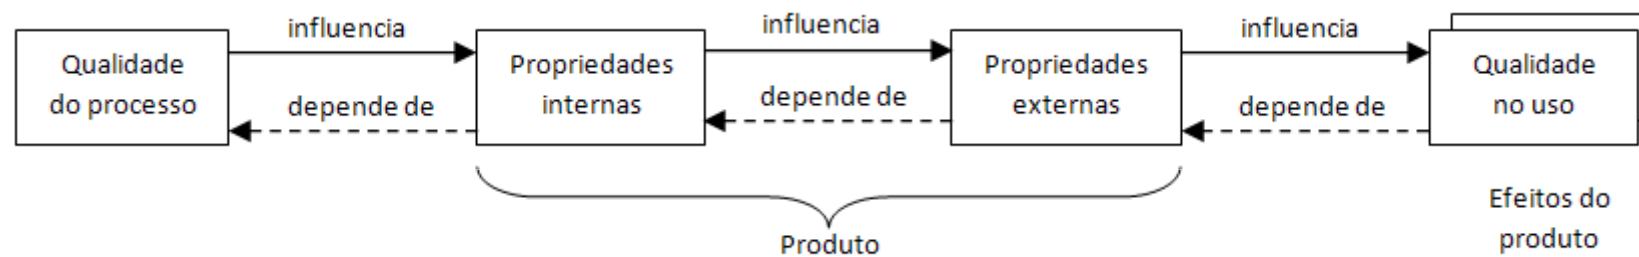 influencia
influencia
influencia
Qualidade
do processo
Propriedades
internas
Propriedades
externas
Qualidade
no uso
depende de
depende de
depende de
Efeitos do
produto
Produto